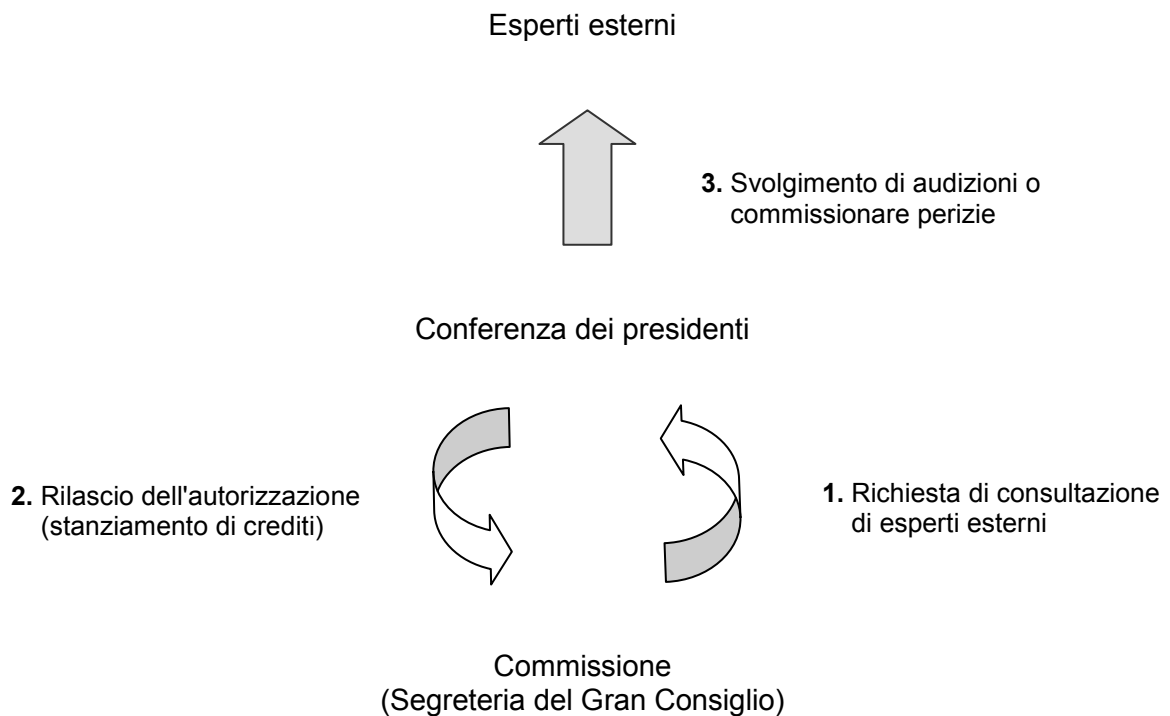 Esperti esterni
3. Svolgimento di audizioni o
commissionare perizie
Conferenza dei presidenti
2. Rilascio dell'autorizzazione
(stanziamento di crediti)
1. Richiesta di consultazione
di esperti esterni
Commissione
(Segreteria del Gran Consiglio)